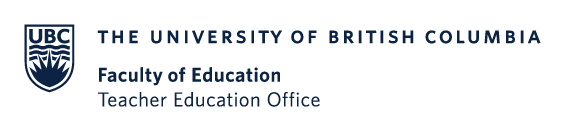 UBC
THE UNIVERSITY OF BRITISH COLUMBIA
Faculty of Education
Teacher Education Office